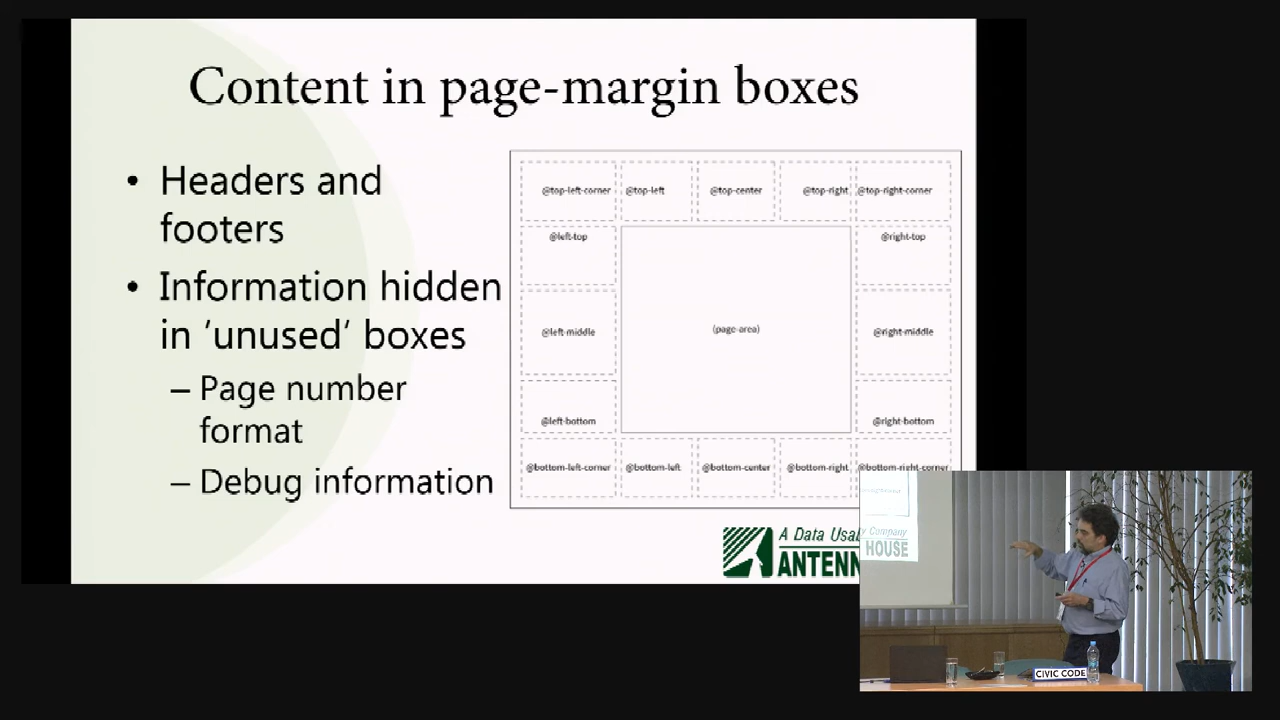 Content in page-margin boxes
• Headers and
footers
• Information hidden
in ‘unused’ boxes
– Page number
format
– Debug information
@top-left-corner @top-left @top-center @top-right @top-right-corner
@left-top @right-top
@left-middle (page-area) @right-middle
@left-bottom @right-bottom
@bottom-left-corner @bottom-left @bottom-center @bottom-right @bottom-right-corner
A Data Usab
ANTENN
y Company
HOUSE
CIVIC CODE